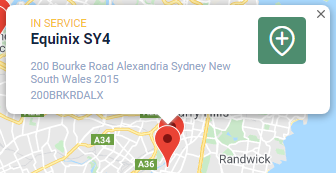 IN SERVICE
Equinix SY4
200 Bourke Road Alexandria Sydney New
South Wales 2015
200BRKRDALX
A34
A36
Randwick